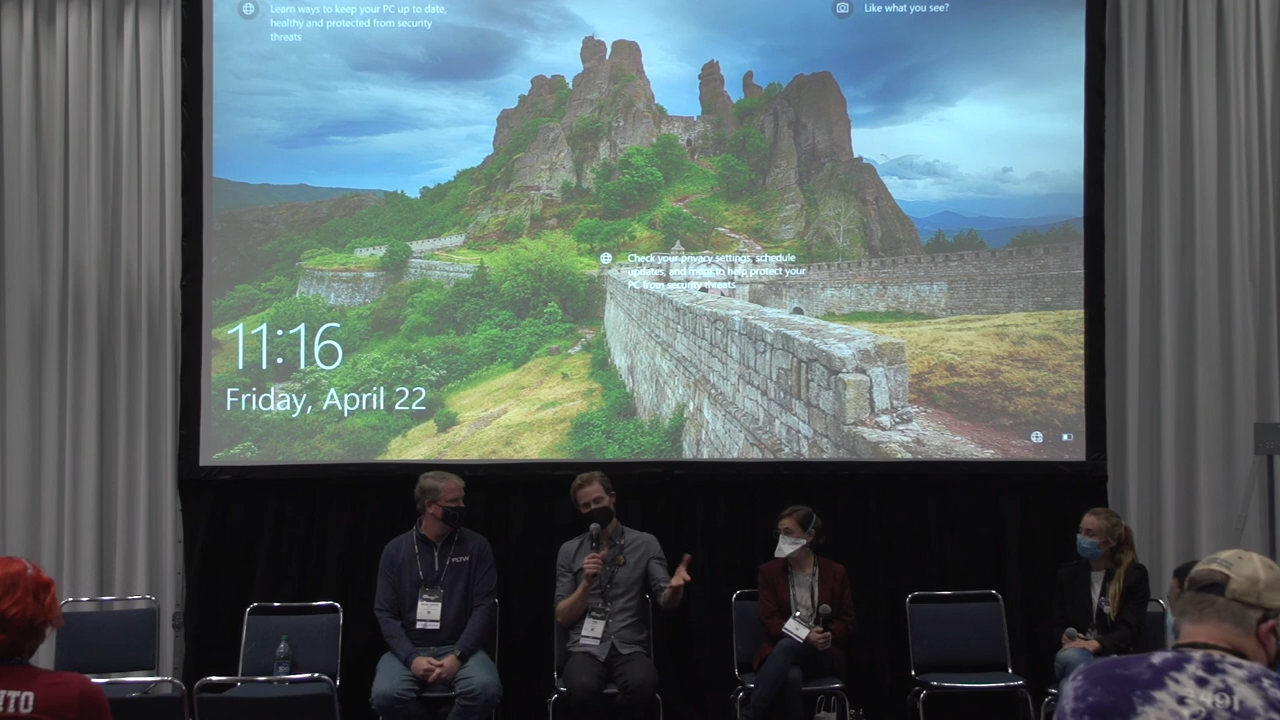 Learn ways to keep your PC up to date,
healthy and protected from security
threats
Like what you see?
Check your privacy settings, schedule
updates, and more to help protect your
PC from security threats
11:16
Friday, April 22
PLTW